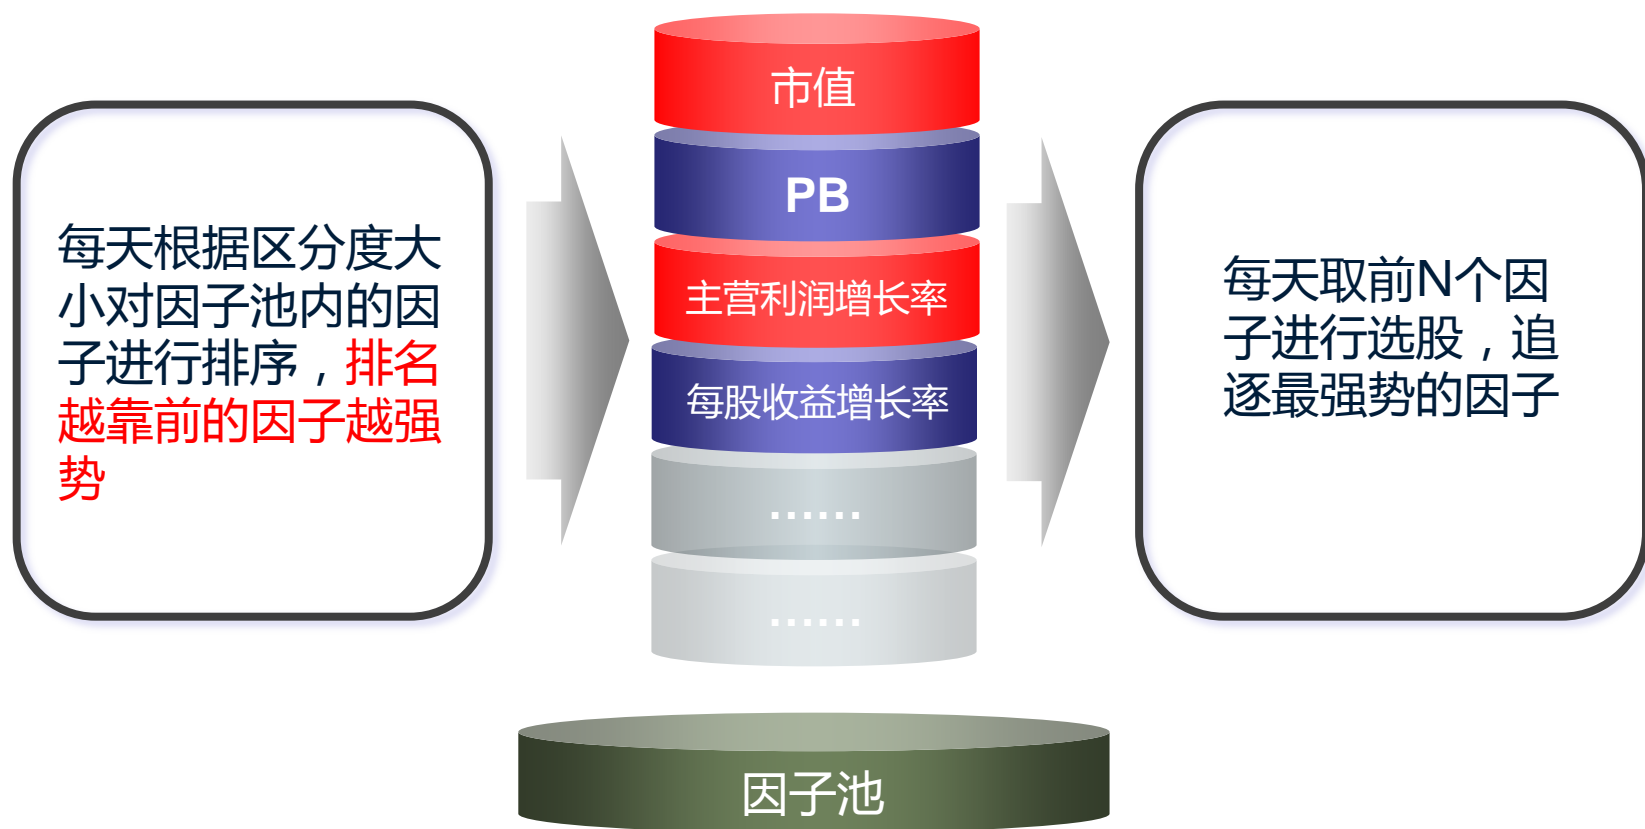 每天根据区分度大
小对因子池内的因
子进行排序，排名
越靠前的因子越强
势
市值
PB
主营利润增长率
每股收益增长率
……
……
每天取前N个因
子进行选股，追
逐最强势的因子
因子池